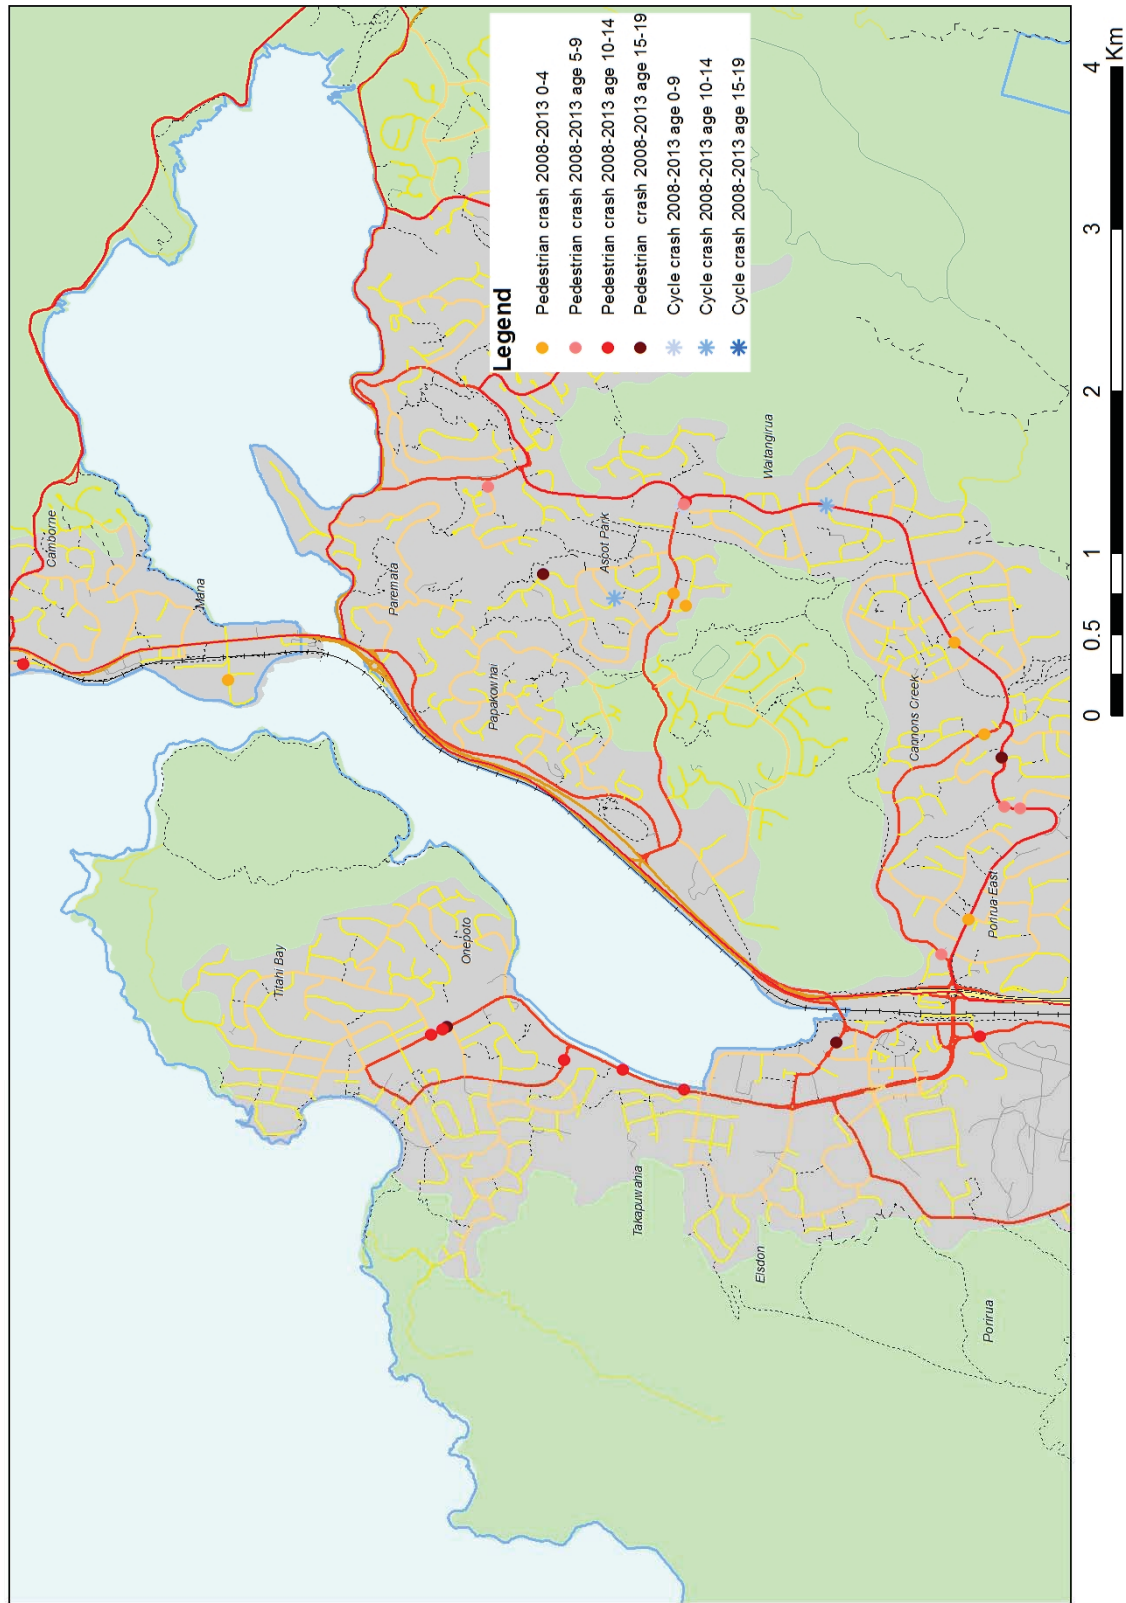 Camborne
Mana
Paremata
Papakowhai
Ascot Park
Waitangirua
Cannons Creek
Porirua East
Titahi Bay
Onepoto
Takapuwahia
Elsdon
Porirua
Legend
Pedestrian crash 2008-2013 0-4
Pedestrian crash 2008-2013 age 5-9
Pedestrian crash 2008-2013 age 10-14
Pedestrian crash 2008-2013 age 15-19
Cycle crash 2008-2013 age 0-9
Cycle crash 2008-2013 age 10-14
Cycle crash 2008-2013 age 15-19
0 0.5 1 2 3 4
Km